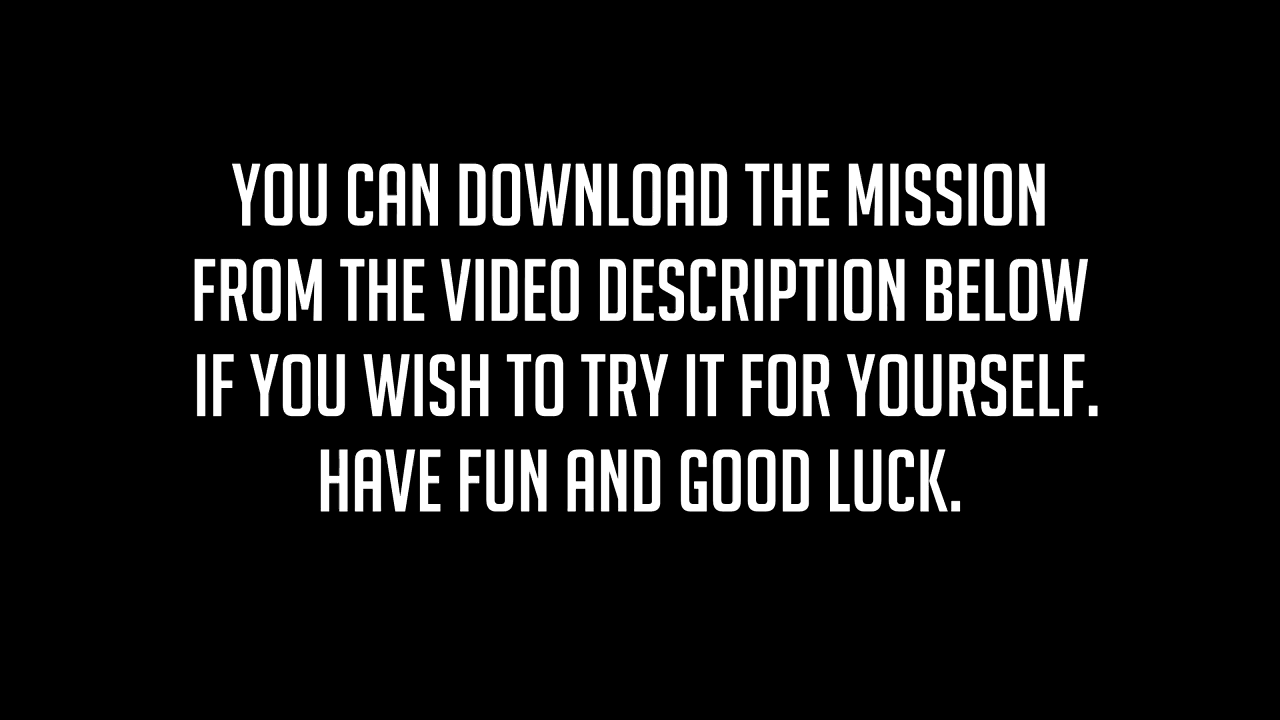 YOU CAN DOWNLOAD THE MISSION
FROM THE VIDEO DESCRIPTION BELOW
IF YOU WISH TO TRY IT FOR YOURSELF.
HAVE FUN AND GOOD LUCK.